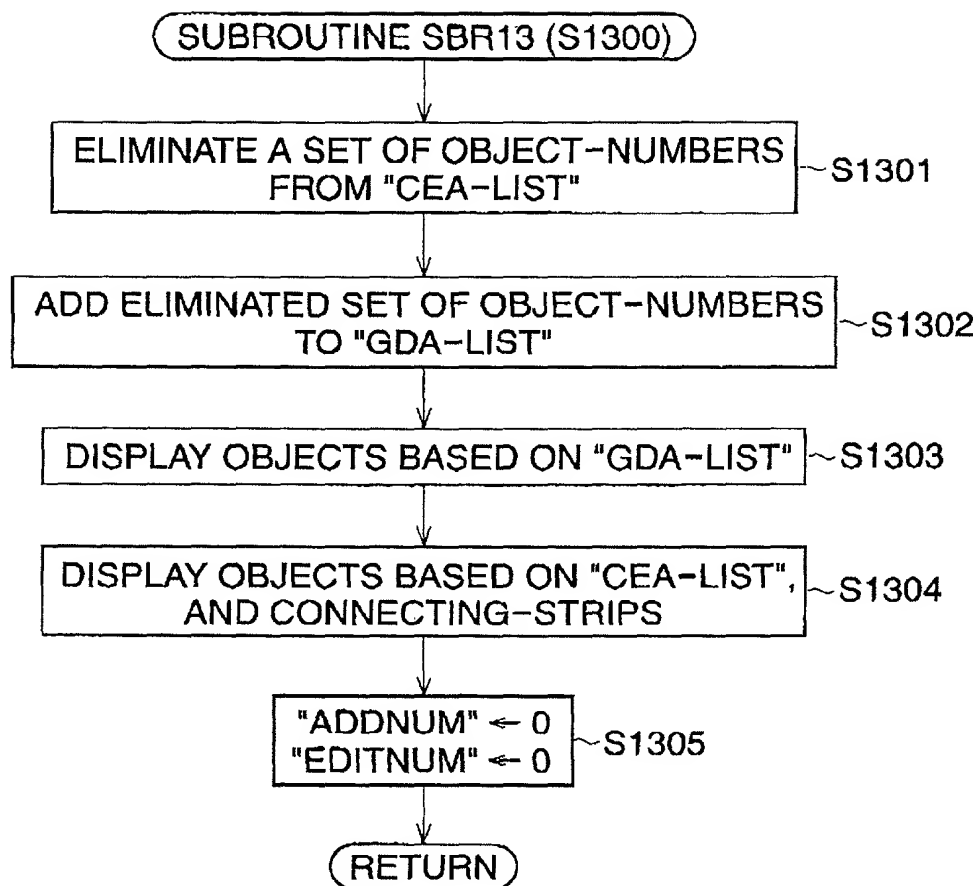 SUBROUTINE SBR13 (S1300)
ELIMINATE A SET OF OBJECT-NUMBERS
FROM "CEA-LIST"
S1301
ADD ELIMINATED SET OF OBJECT-NUMBERS
TO "GDA-LIST"
S1302
DISPLAY OBJECTS BASED ON "GDA-LIST"
S1303
DISPLAY OBJECTS BASED ON "CEA-LIST",
AND CONNECTING-STRIPS
S1304
"ADDNUM" ← 0
"EDITNUM" ← 0
S1305
RETURN